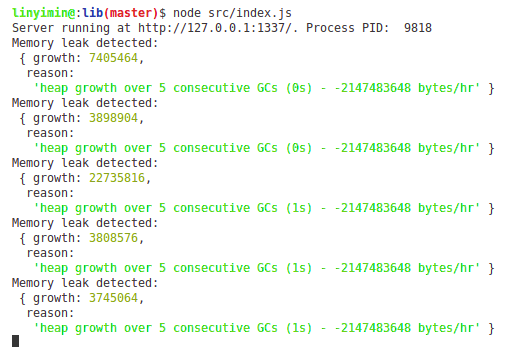 linyimin@:lib(master)$ node src/index.js
Server running at http://127.0.0.1:1337/. Process PID:  9818
Memory leak detected:
 { growth: 7405464,
  reason:
   'heap growth over 5 consecutive GCs (0s) - -2147483648 bytes/hr' }
Memory leak detected:
 { growth: 3898904,
  reason:
   'heap growth over 5 consecutive GCs (0s) - -2147483648 bytes/hr' }
Memory leak detected:
 { growth: 22735816,
  reason:
   'heap growth over 5 consecutive GCs (1s) - -2147483648 bytes/hr' }
Memory leak detected:
 { growth: 3808576,
  reason:
   'heap growth over 5 consecutive GCs (1s) - -2147483648 bytes/hr' }
Memory leak detected:
 { growth: 3745064,
  reason:
   'heap growth over 5 consecutive GCs (1s) - -2147483648 bytes/hr' }